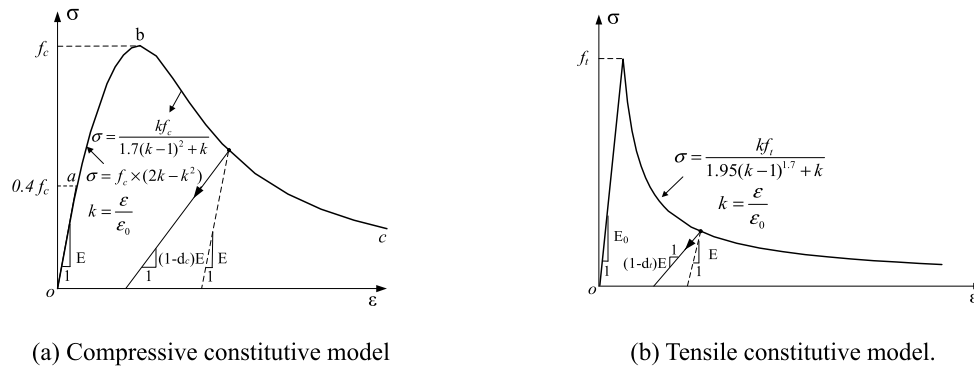 σ
b
f_c
σ = kf_c / (1.7(k−1)^2 + k)
a
0.4 f_c
σ = f_c × (2k − k^2)
k = ε / ε_0
c
E
1
(1-d_c)E
1
E
1
o
ε
(a) Compressive constitutive model
σ
f_t
σ = kf_t / (1.95(k−1)^1.7 + k)
k = ε / ε_0
E_0
1
1
(1-d_t)E
E
1
o
ε
(b) Tensile constitutive model.